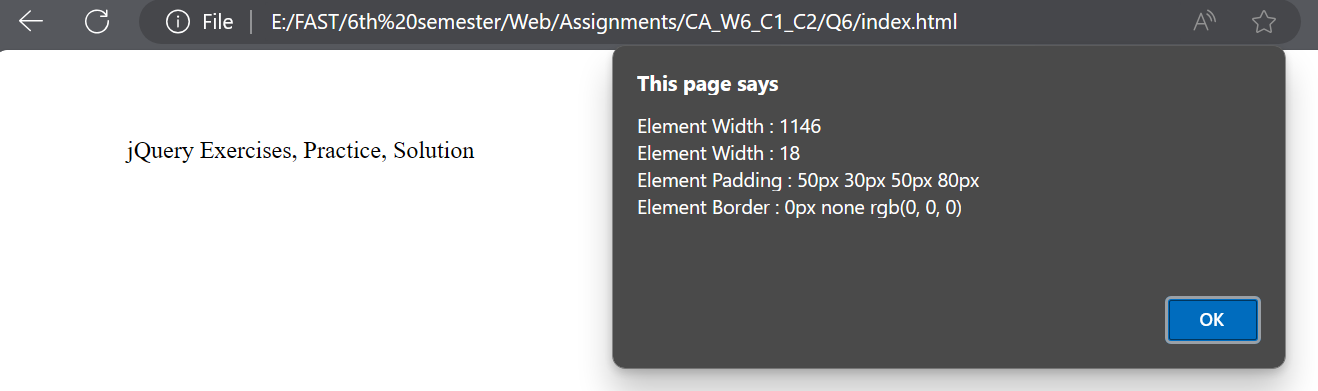 File | E:/FAST/6th%20semester/Web/Assignments/CA_W6_C1_C2/Q6/index.html
This page says
Element Width : 1146
Element Width : 18
Element Padding : 50px 30px 50px 80px
Element Border : 0px none rgb(0, 0, 0)
OK
jQuery Exercises, Practice, Solution